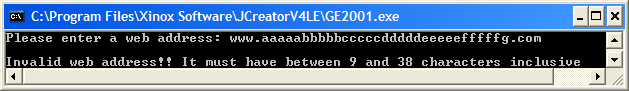 C:\Program Files\Xinox Software\JCreatorV4LE\GE2001.exe
Please enter a web address: www.aaaaabbbbbcccccdddddeeeeefffffg.com
Invalid web address!! It must have between 9 and 38 characters inclusive